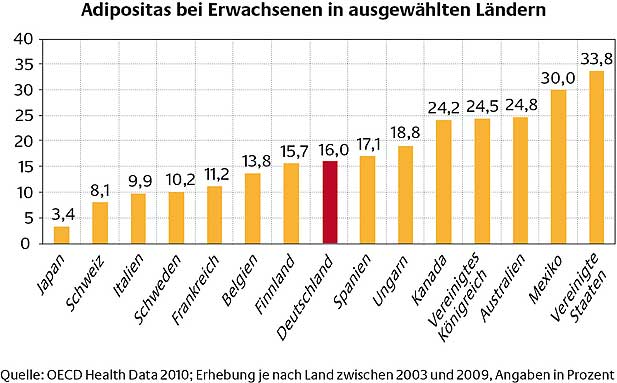 Adipositas bei Erwachsenen in ausgewählten Ländern
40
35
30
25
20
15
10
5
0
3,4
8,1
9,9
10,2
11,2
13,8
15,7
16,0
17,1
18,8
24,2
24,5
24,8
30,0
33,8
Japan
Schweiz
Italien
Schweden
Frankreich
Belgien
Finnland
Deutschland
Spanien
Ungarn
Kanada
Vereinigtes
Königreich
Australien
Mexiko
Vereinigte
Staaten
Quelle: OECD Health Data 2010; Erhebung je nach Land zwischen 2003 und 2009, Angaben in Prozent